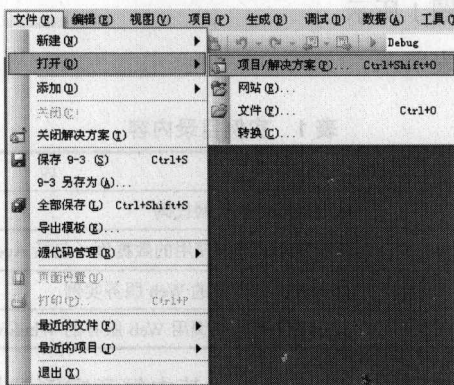 文件(F) 编辑(E) 视图(V) 项目(P) 生成(B) 调试(D) 数据(A) 工具(
新建(N)
Debug
打开(O)
项目/解决方案(P)... Ctrl+Shift+O
添加(D)
网站(E)...
关闭(C)
文件(F)... Ctrl+O
关闭解决方案(T)
转换(C)...
保存 9-3 (S) Ctrl+S
9-3 另存为(A)...
全部保存(L) Ctrl+Shift+S
导出模板(E)...
源代码管理(R)
页面设置(U)
打印(P)... Ctrl+P
最近的文件(F)
最近的项目(J)
退出(X)